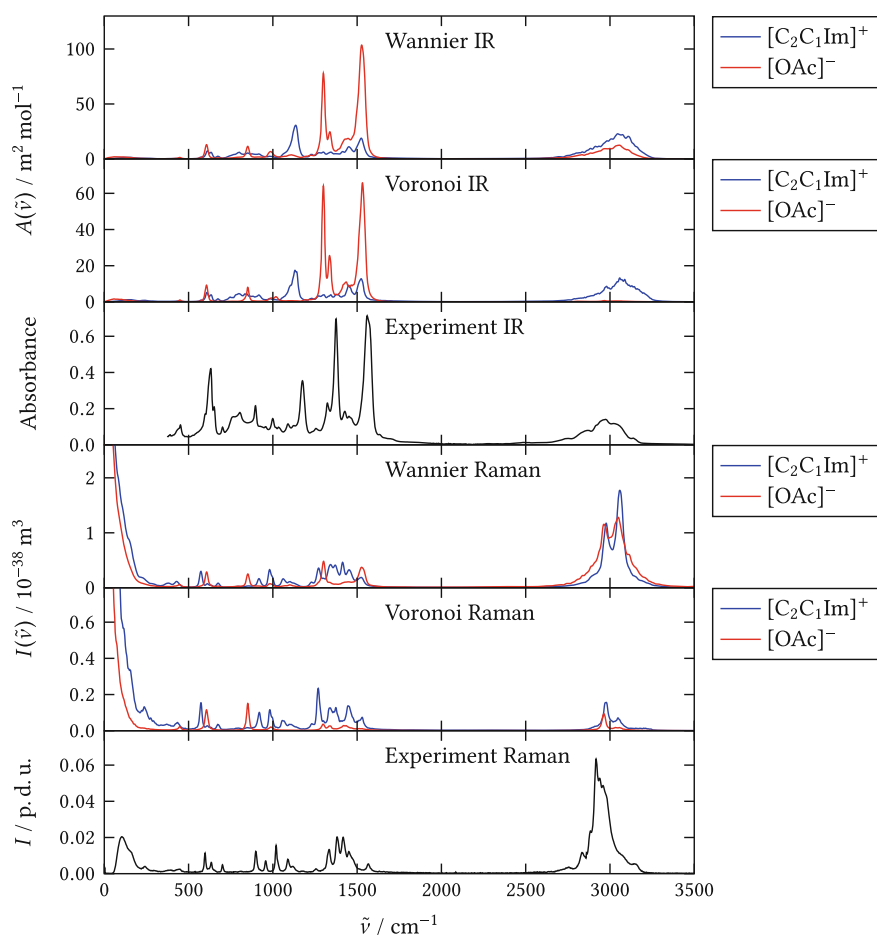 Wannier IR
100
50
0
[C₂C₁Im]⁺
[OAc]⁻
A(ν̃) / m² mol⁻¹
Voronoi IR
60
40
20
0
[C₂C₁Im]⁺
[OAc]⁻
Experiment IR
Absorbance
0.6
0.4
0.2
0.0
Wannier Raman
2
1
0
[C₂C₁Im]⁺
[OAc]⁻
I(ν̃) / 10⁻³⁸ m³
Voronoi Raman
0.6
0.4
0.2
0.0
[C₂C₁Im]⁺
[OAc]⁻
Experiment Raman
I / p. d. u.
0.06
0.04
0.02
0.00
0 500 1000 1500 2000 2500 3000 3500
ν̃ / cm⁻¹